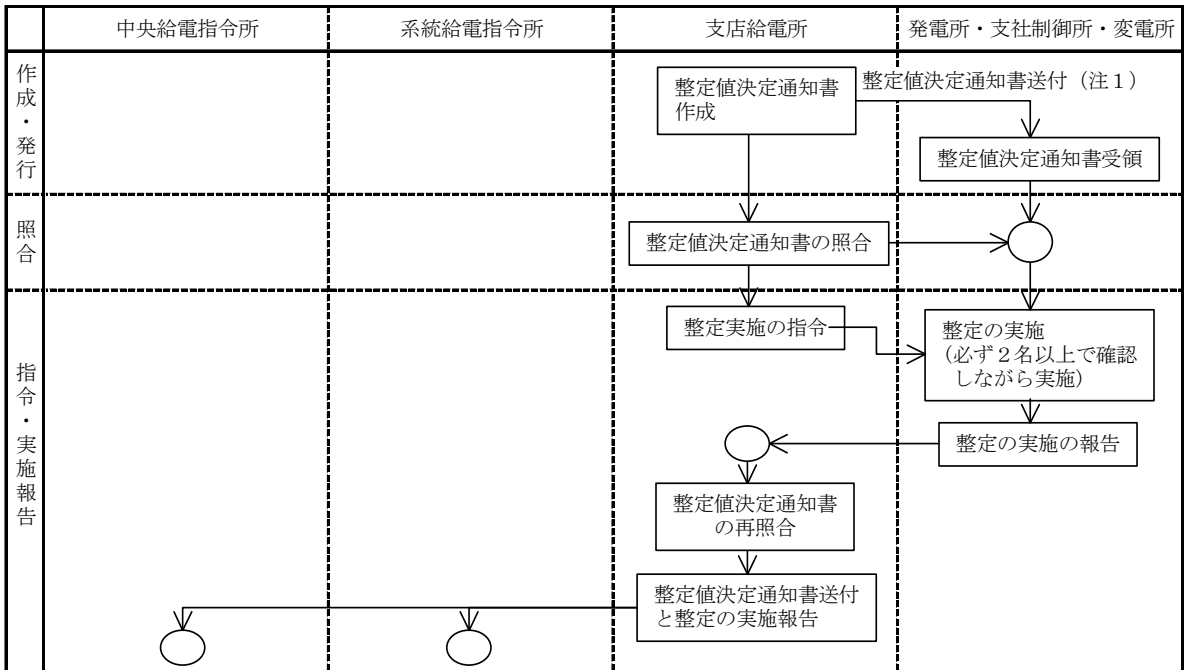 中央給電指令所
系統給電指令所
支店給電所
発電所・支社制御所・変電所
作成・発行
整定値決定通知書
作成
整定値決定通知書送付（注１）
整定値決定通知書受領
照合
整定値決定通知書の照合
指令・実施報告
整定実施の指令
整定の実施
（必ず２名以上で確認
しながら実施）
整定の実施の報告
整定値決定通知書
の再照合
整定値決定通知書送付
と整定の実施報告